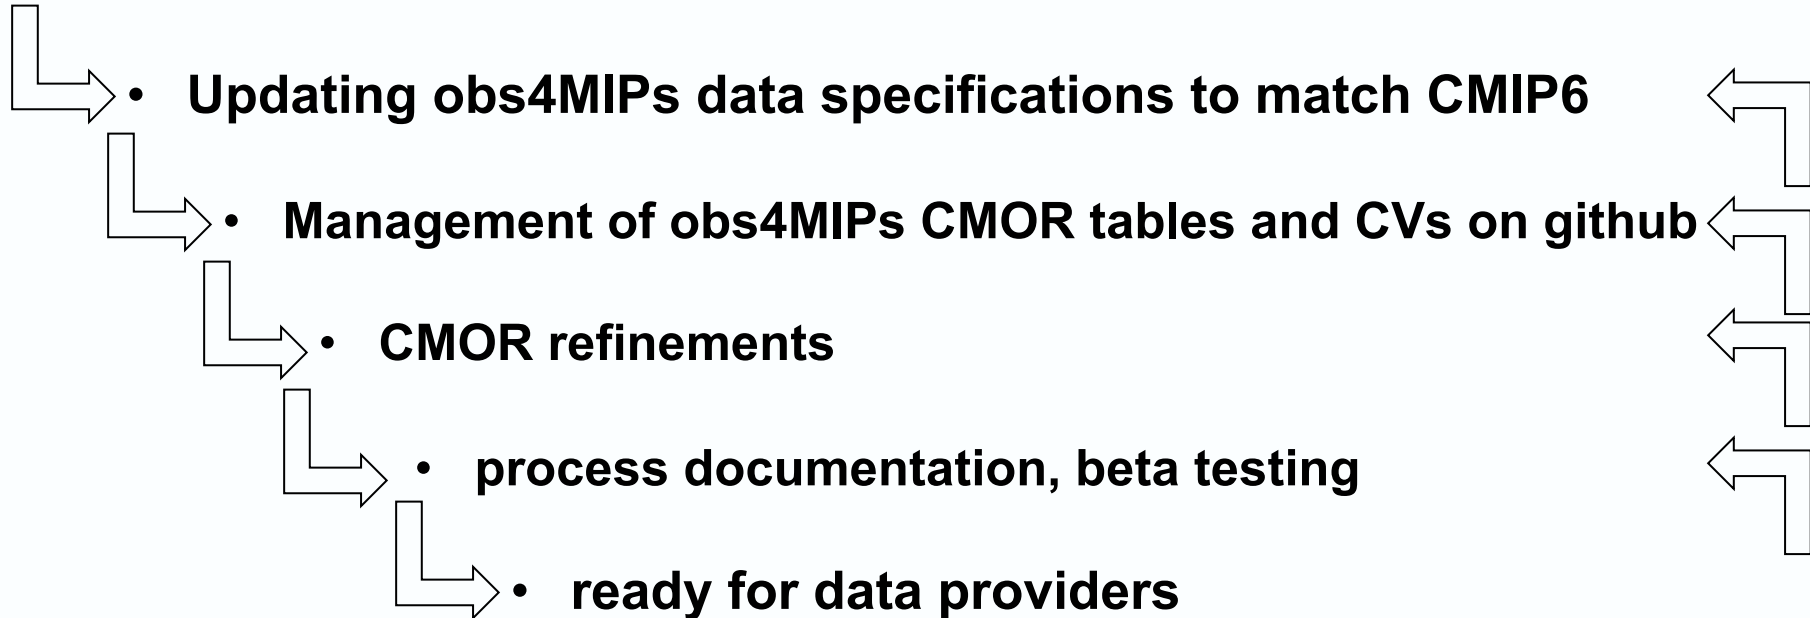 • Updating obs4MIPs data specifications to match CMIP6
• Management of obs4MIPs CMOR tables and CVs on github
• CMOR refinements
• process documentation, beta testing
• ready for data providers